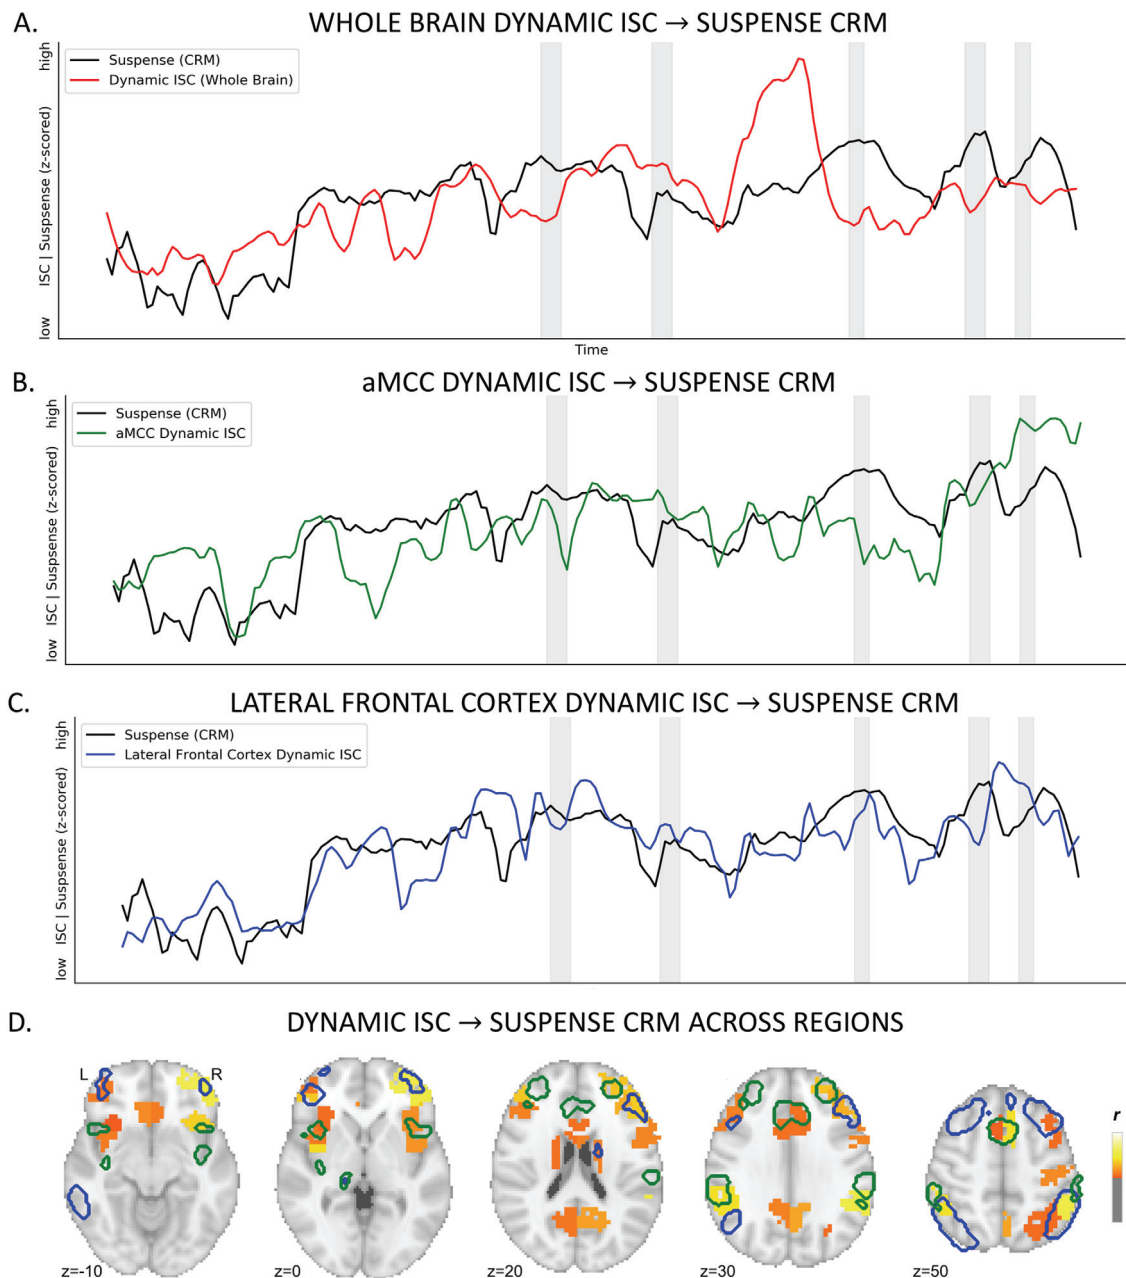 A. WHOLE BRAIN DYNAMIC ISC → SUSPENSE CRM
high
Suspense (CRM)
Dynamic ISC (Whole Brain)
ISC | Suspsense (z-scored)
low
Time
B. aMCC DYNAMIC ISC → SUSPENSE CRM
high
Suspense (CRM)
aMCC Dynamic ISC
ISC | Suspsense (z-scored)
low
C. LATERAL FRONTAL CORTEX DYNAMIC ISC → SUSPENSE CRM
high
Suspense (CRM)
Lateral Frontal Cortex Dynamic ISC
ISC | Suspsense (z-scored)
low
D. DYNAMIC ISC → SUSPENSE CRM ACROSS REGIONS
L R
r
z=-10 z=0 z=20 z=30 z=50